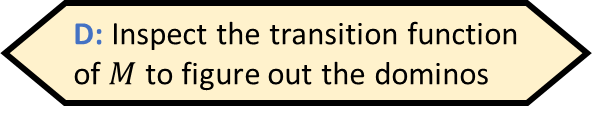 D: Inspect the transition function
of M to figure out the dominos